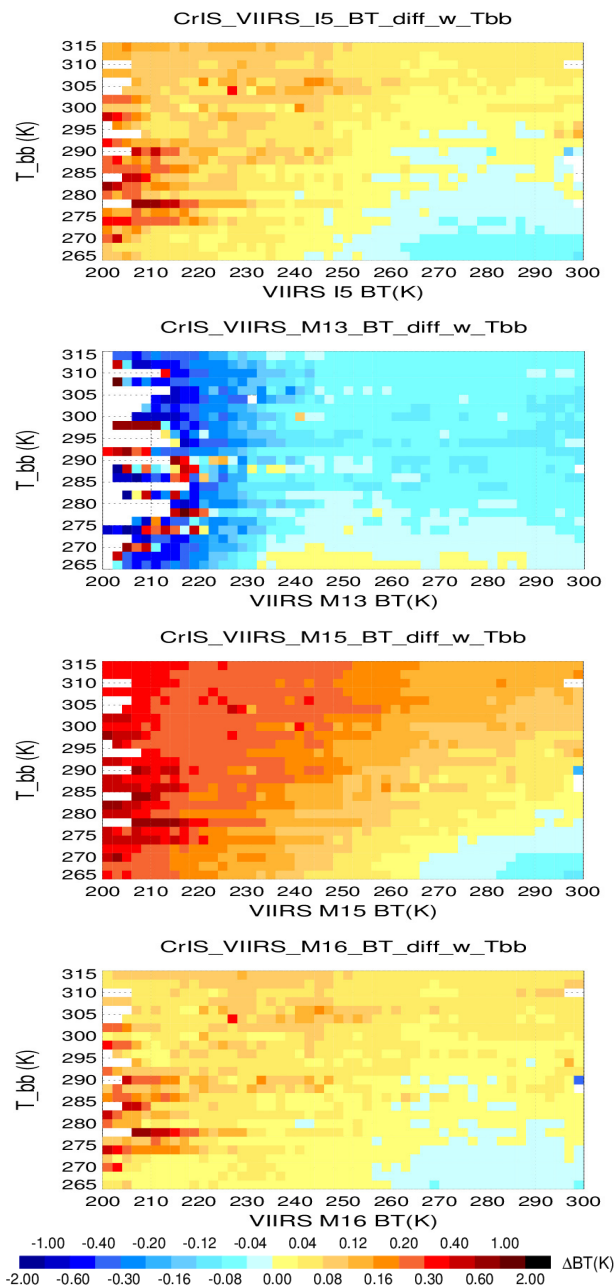 CrIS_VIIRS_I5_BT_diff_w_Tbb
315
310
305
300
295
290
285
280
275
270
265
T_bb (K)
200 210 220 230 240 250 260 270 280 290 300
VIIRS I5 BT(K)
CrIS_VIIRS_M13_BT_diff_w_Tbb
315
310
305
300
295
290
285
280
275
270
265
T_bb (K)
200 210 220 230 240 250 260 270 280 290 300
VIIRS M13 BT(K)
CrIS_VIIRS_M15_BT_diff_w_Tbb
315
310
305
300
295
290
285
280
275
270
265
T_bb (K)
200 210 220 230 240 250 260 270 280 290 300
VIIRS M15 BT(K)
CrIS_VIIRS_M16_BT_diff_w_Tbb
315
310
305
300
295
290
285
280
275
270
265
T_bb (K)
200 210 220 230 240 250 260 270 280 290 300
VIIRS M16 BT(K)
-1.00 -0.40 -0.20 -0.12 -0.04 0.04 0.12 0.20 0.40 1.00
ΔBT(K)
-2.00 -0.60 -0.30 -0.16 -0.08 0.00 0.08 0.16 0.30 0.60 2.00